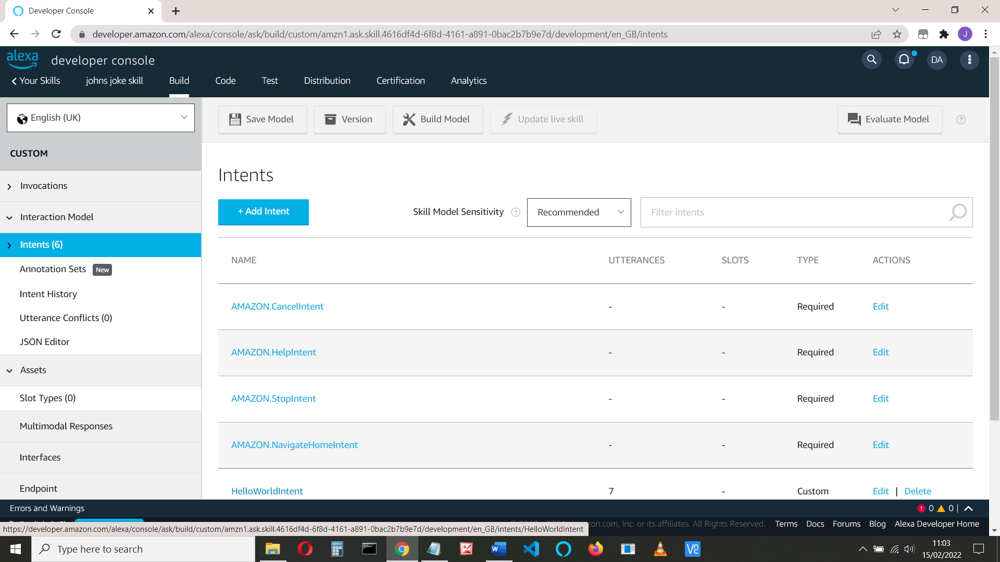 Developer Console
developer.amazon.com/alexa/console/ask/build/custom/amzn1.ask.skill.4616df4d-6f8d-4161-a891-0bac2b7b9e7d/development/en_GB/intents
J
alexa developer console
DA
Your Skills johns joke skill Build Code Test Distribution Certification Analytics
English (UK)
Save Model Version Build Model Update live skill Evaluate Model ?
CUSTOM
Invocations
Interaction Model
Intents (6)
Annotation Sets New
Intent History
Utterance Conflicts (0)
JSON Editor
Assets
Slot Types (0)
Multimodal Responses
Interfaces
Endpoint
Intents
+ Add Intent Skill Model Sensitivity ? Recommended Filter intents
NAME UTTERANCES SLOTS TYPE ACTIONS
AMAZON.CancelIntent - - Required Edit
AMAZON.HelpIntent - - Required Edit
AMAZON.StopIntent - - Required Edit
AMAZON.NavigateHomeIntent - - Required Edit
HelloWorldIntent 7 - Custom Edit | Delete
Errors and Warnings ! 0 0 |
zon.com, Inc. or its affiliates. All Rights Reserved. Terms Docs Forums Blog Alexa Developer Home
https://developer.amazon.com/alexa/console/ask/build/custom/amzn1.ask.skill.4616df4d-6f8d-4161-a891-0bac2b7b9e7d/development/en_GB/intents/HelloWorldIntent
Type here to search
11:03
15/02/2022